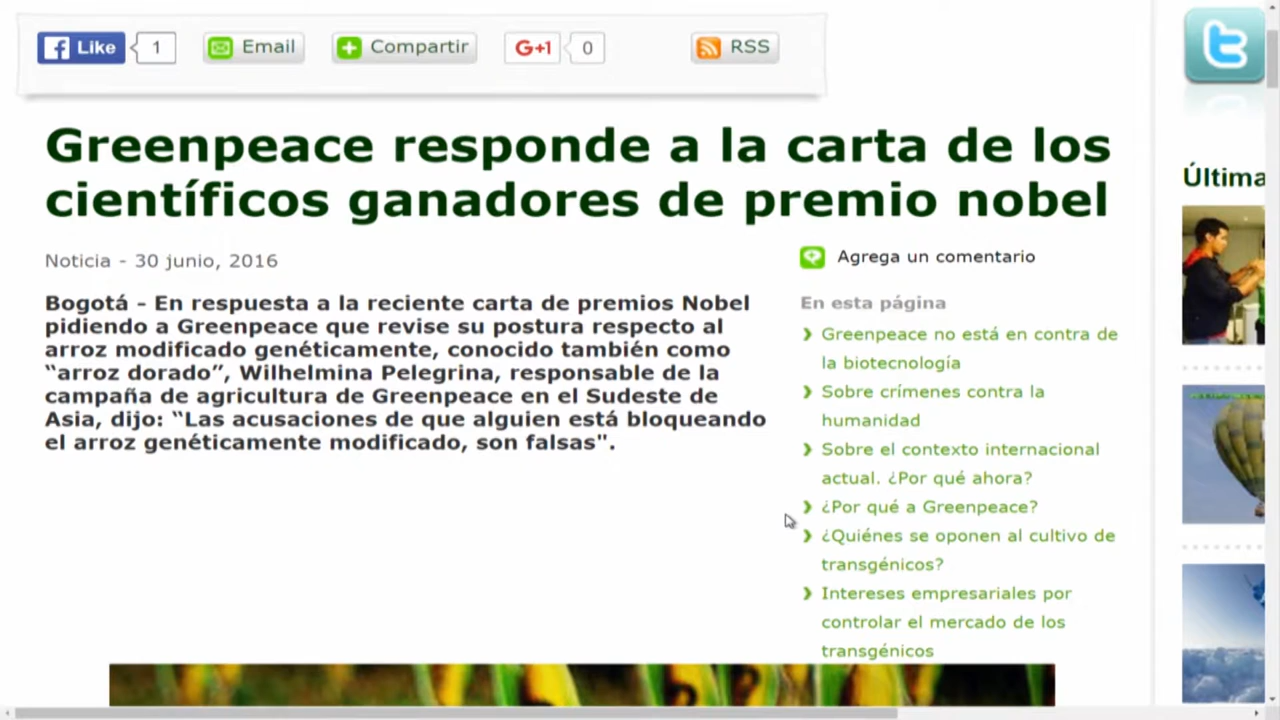 Like
1
Email
Compartir
G+1
0
RSS
Greenpeace responde a la carta de los
científicos ganadores de premio nobel
Noticia - 30 junio, 2016
Bogotá - En respuesta a la reciente carta de premios Nobel
pidiendo a Greenpeace que revise su postura respecto al
arroz modificado genéticamente, conocido también como
“arroz dorado”, Wilhelmina Pelegrina, responsable de la
campaña de agricultura de Greenpeace en el Sudeste de
Asia, dijo: “Las acusaciones de que alguien está bloqueando
el arroz genéticamente modificado, son falsas".
Agrega un comentario
En esta página
Greenpeace no está en contra de
la biotecnología
Sobre crímenes contra la
humanidad
Sobre el contexto internacional
actual. ¿Por qué ahora?
¿Por qué a Greenpeace?
¿Quiénes se oponen al cultivo de
transgénicos?
Intereses empresariales por
controlar el mercado de los
transgénicos
Última